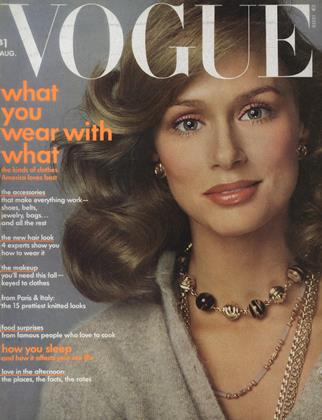 VOGUE
$1
AUG.
what
you
wear with
what
the kinds of clothes
America loves best
the accessories
that make everything work—
shoes, belts,
jewelry, bags...
and all the rest
the new hair look
4 experts show you
how to wear it
the makeup
you'll need this fall—
keyed to clothes
from Paris & Italy:
the 15 prettiest knitted looks
food surprises
from famous people who love to cook
how you sleep
and how it affects your sex life
love in the afternoon:
the places, the facts, the rates